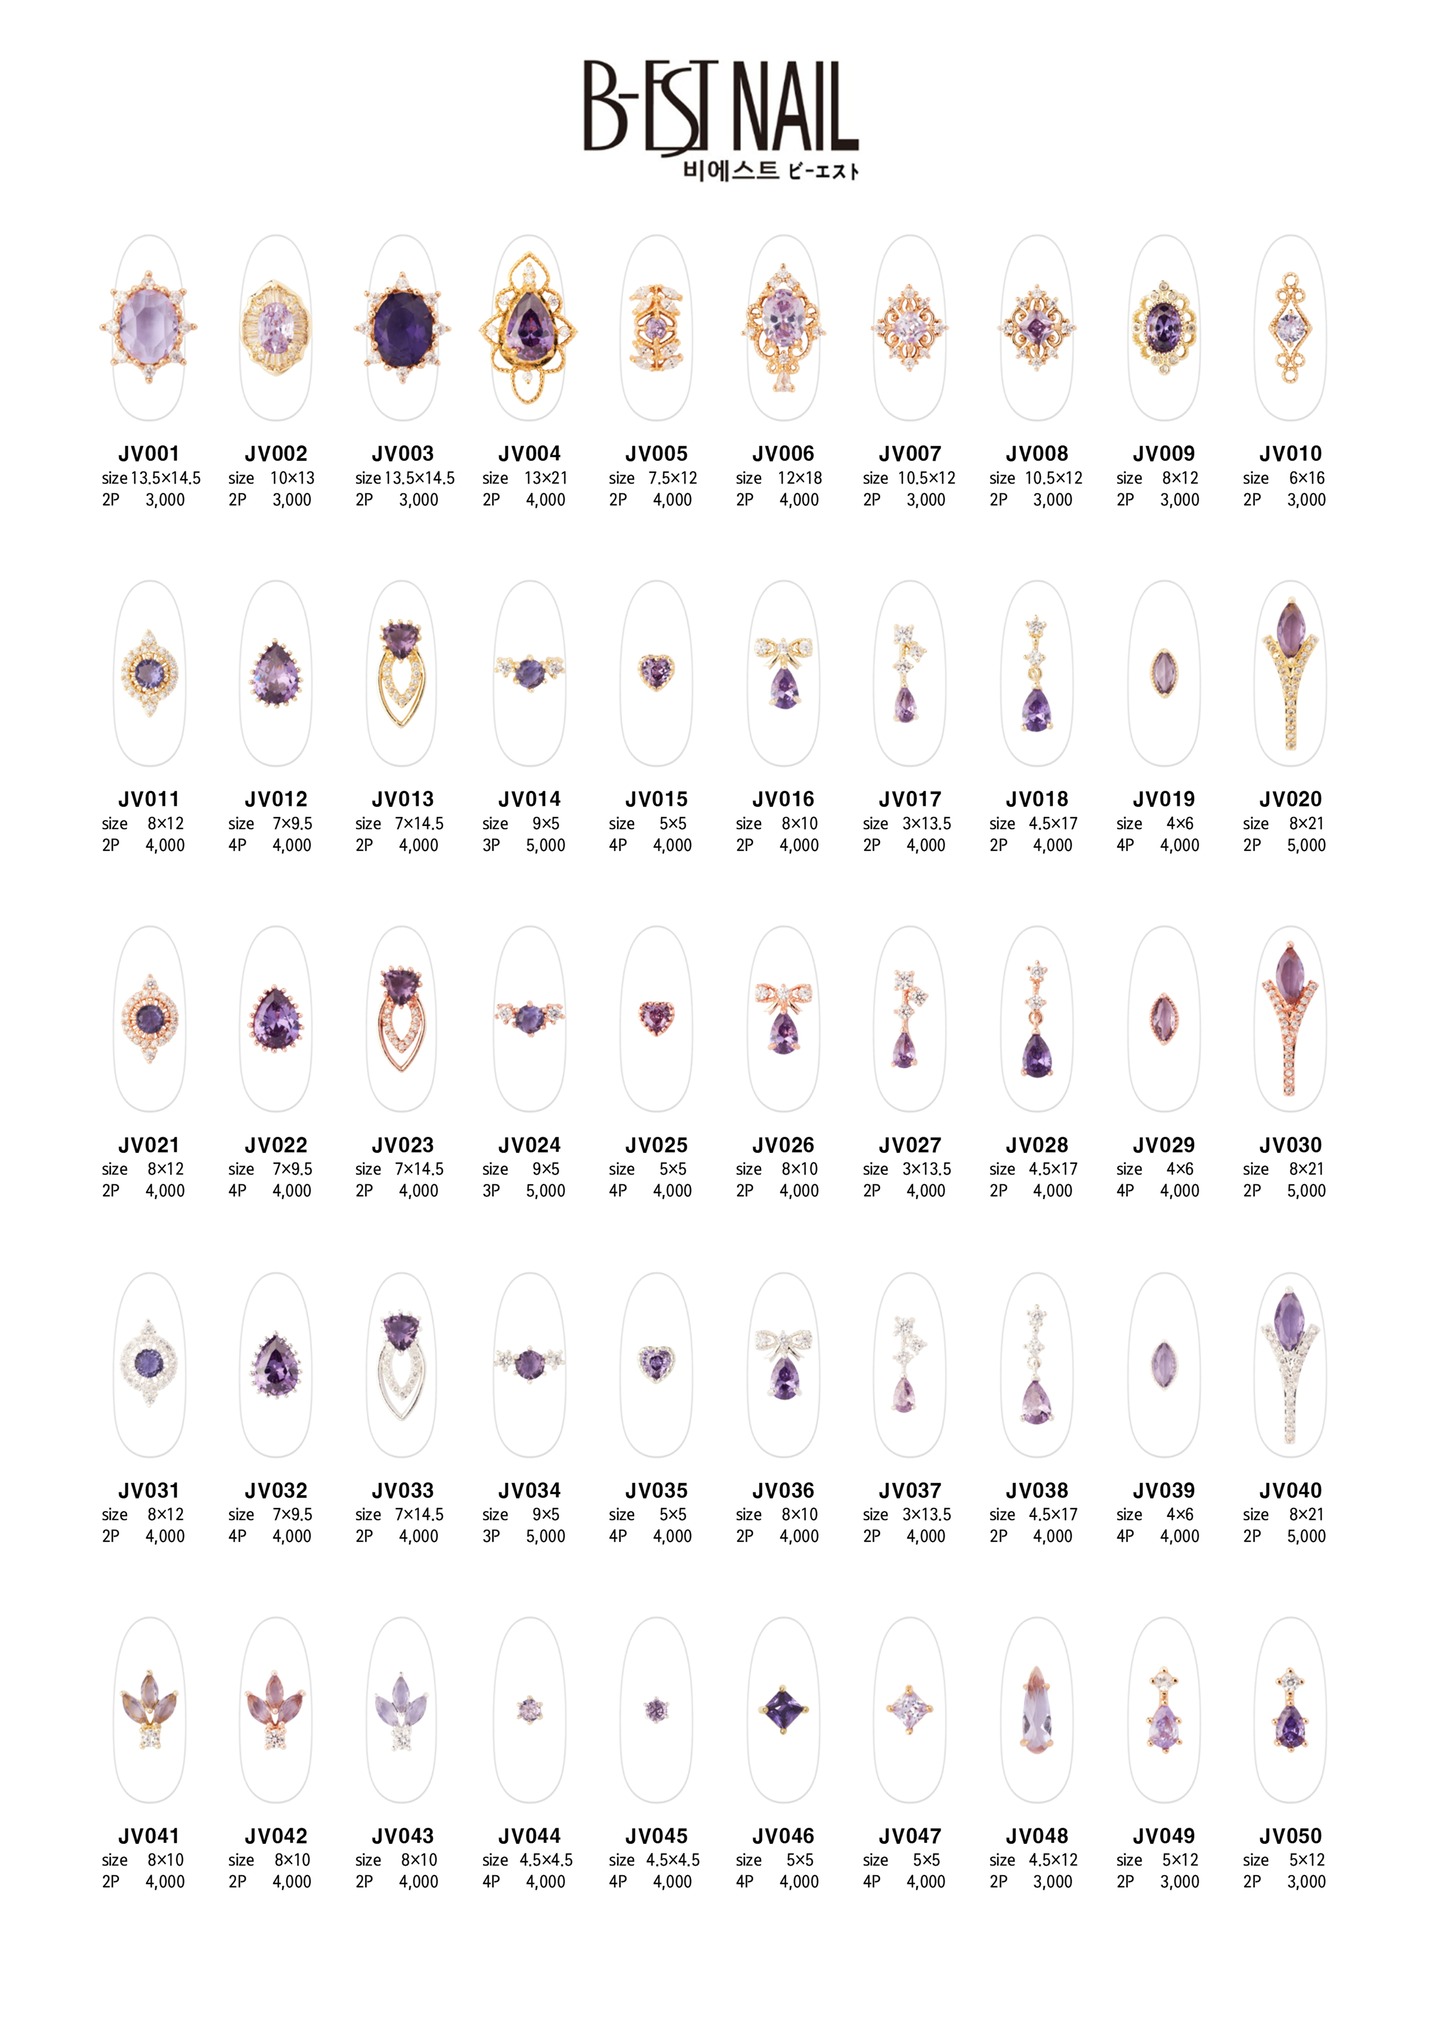 B-EST NAIL
비에스트 ビーエスト
JV001 JV002 JV003 JV004 JV005 JV006 JV007 JV008 JV009 JV010
size 13.5×14.5 size 10×13 size 13.5×14.5 size 13×21 size 7.5×12 size 12×18 size 10.5×12 size 10.5×12 size 8×12 size 6×16
2P 3,000 2P 3,000 2P 3,000 2P 4,000 2P 4,000 2P 4,000 2P 3,000 2P 3,000 2P 3,000 2P 3,000
JV011 JV012 JV013 JV014 JV015 JV016 JV017 JV018 JV019 JV020
size 8×12 size 7×9.5 size 7×14.5 size 9×5 size 5×5 size 8×10 size 3×13.5 size 4.5×17 size 4×6 size 8×21
2P 4,000 4P 4,000 2P 4,000 3P 5,000 4P 4,000 2P 4,000 2P 4,000 2P 4,000 4P 4,000 2P 5,000
JV021 JV022 JV023 JV024 JV025 JV026 JV027 JV028 JV029 JV030
size 8×12 size 7×9.5 size 7×14.5 size 9×5 size 5×5 size 8×10 size 3×13.5 size 4.5×17 size 4×6 size 8×21
2P 4,000 4P 4,000 2P 4,000 3P 5,000 4P 4,000 2P 4,000 2P 4,000 2P 4,000 4P 4,000 2P 5,000
JV031 JV032 JV033 JV034 JV035 JV036 JV037 JV038 JV039 JV040
size 8×12 size 7×9.5 size 7×14.5 size 9×5 size 5×5 size 8×10 size 3×13.5 size 4.5×17 size 4×6 size 8×21
2P 4,000 4P 4,000 2P 4,000 3P 5,000 4P 4,000 2P 4,000 2P 4,000 2P 4,000 4P 4,000 2P 5,000
JV041 JV042 JV043 JV044 JV045 JV046 JV047 JV048 JV049 JV050
size 8×10 size 8×10 size 8×10 size 4.5×4.5 size 4.5×4.5 size 5×5 size 5×5 size 4.5×12 size 5×12 size 5×12
2P 4,000 2P 4,000 2P 4,000 4P 4,000 4P 4,000 4P 4,000 4P 4,000 2P 3,000 2P 3,000 2P 3,000